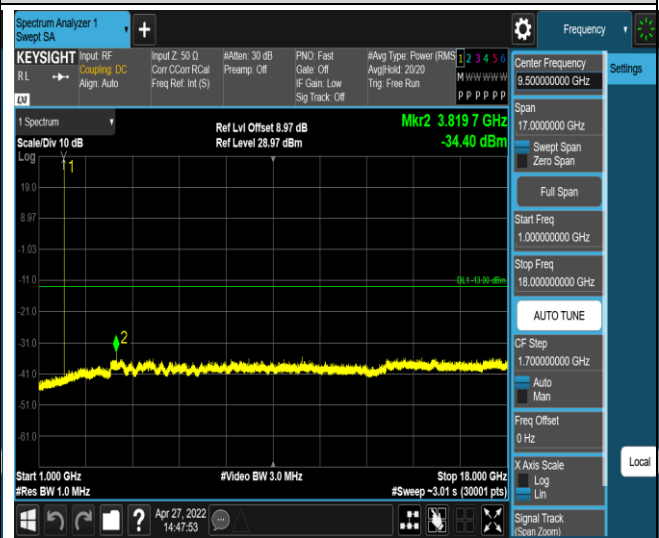 Spectrum Analyzer 1
Swept SA
+
Frequency
KEYSIGHT
Input: RF
Coupling: DC
Align: Auto
Input Z: 50 Ω
Corr CCorr RCal
Freq Ref: Int (S)
#Atten: 30 dB
Preamp: Off
PNO: Fast
Gate: Off
IF Gain: Low
Sig Track: Off
#Avg Type: Power (RMS
Avg|Hold: 20/20
Trig: Free Run
1 2 3 4 5 6
M W W W W W
P P P P P P
RL
LXI
1 Spectrum
Scale/Div 10 dB
Log
Ref Lvl Offset 8.97 dB
Ref Level 28.97 dBm
Mkr2 3.819 7 GHz
-34.40 dBm
1
19.0
8.97
-1.03
-11.0
DL1 -13.00 dBm
-21.0
-31.0
2
-41.0
-51.0
-61.0
Start 1.000 GHz
#Res BW 1.0 MHz
#Video BW 3.0 MHz
Stop 18.000 GHz
#Sweep ~3.01 s (30001 pts)
Center Frequency
9.500000000 GHz
Settings
Span
17.0000000 GHz
Swept Span
Zero Span
Full Span
Start Freq
1.000000000 GHz
Stop Freq
18.000000000 GHz
AUTO TUNE
CF Step
1.700000000 GHz
Auto
Man
Freq Offset
0 Hz
X Axis Scale
Log
Lin
Local
Signal Track
(Span Zoom)
?
Apr 27, 2022
14:47:53